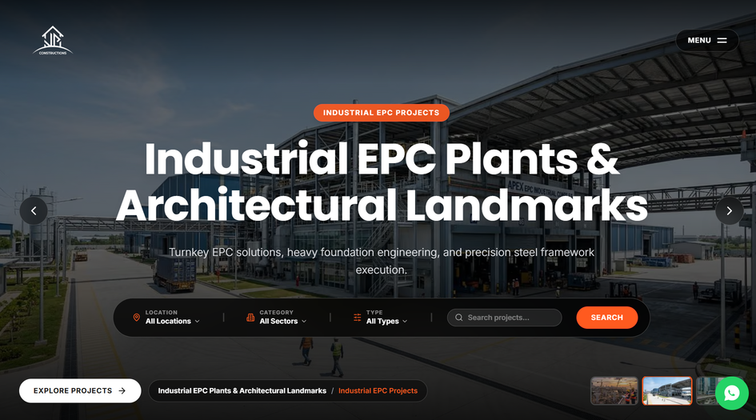 CONSTRUCTIONS
MENU
INDUSTRIAL EPC PROJECTS
Industrial EPC Plants &
Architectural Landmarks
APEX INDUSTRIAL
Turnkey EPC solutions, heavy foundation engineering, and precision steel framework
execution.
LOCATION
All Locations
CATEGORY
All Sectors
TYPE
All Types
Search projects...
SEARCH
EXPLORE PROJECTS
Industrial EPC Plants & Architectural Landmarks / Industrial EPC Projects